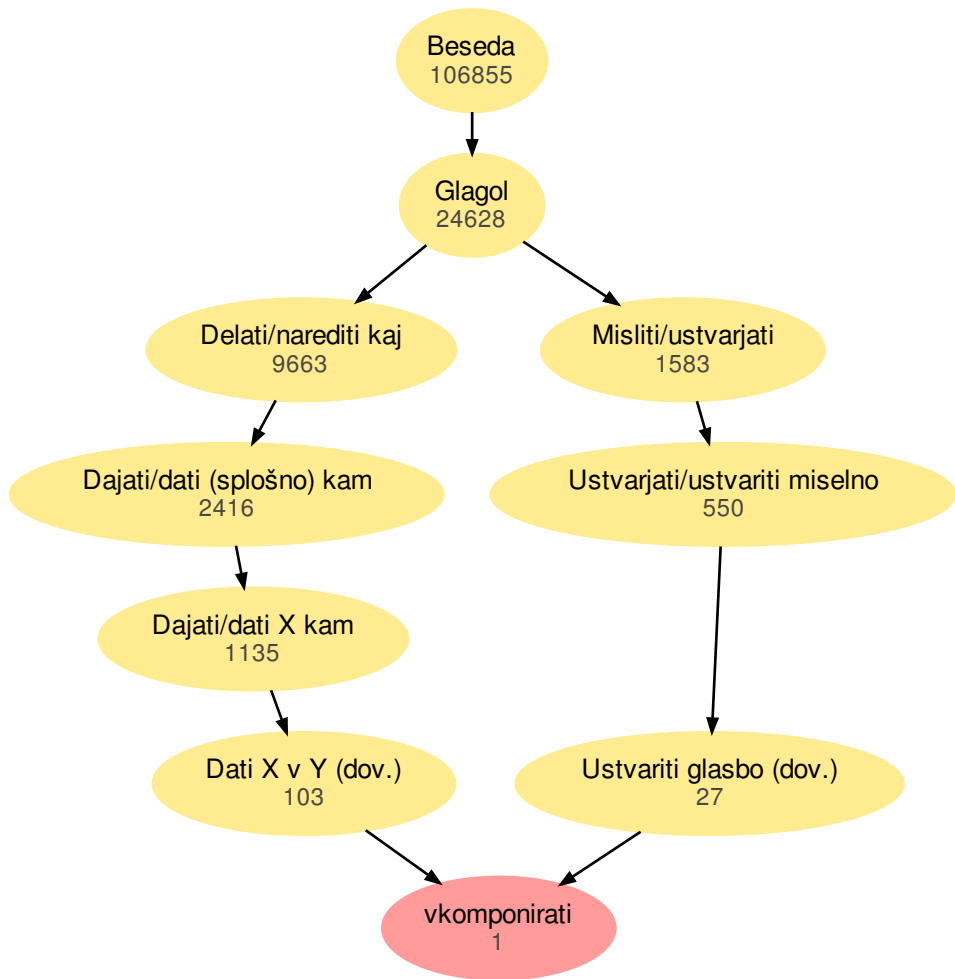 Beseda
106855
Glagol
24628
Delati/narediti kaj
9663
Misliti/ustvarjati
1583
Dajati/dati (splošno) kam
2416
Ustvarjati/ustvariti miselno
550
Dajati/dati X kam
1135
Dati X v Y (dov.)
103
Ustvariti glasbo (dov.)
27
vkomponirati
1